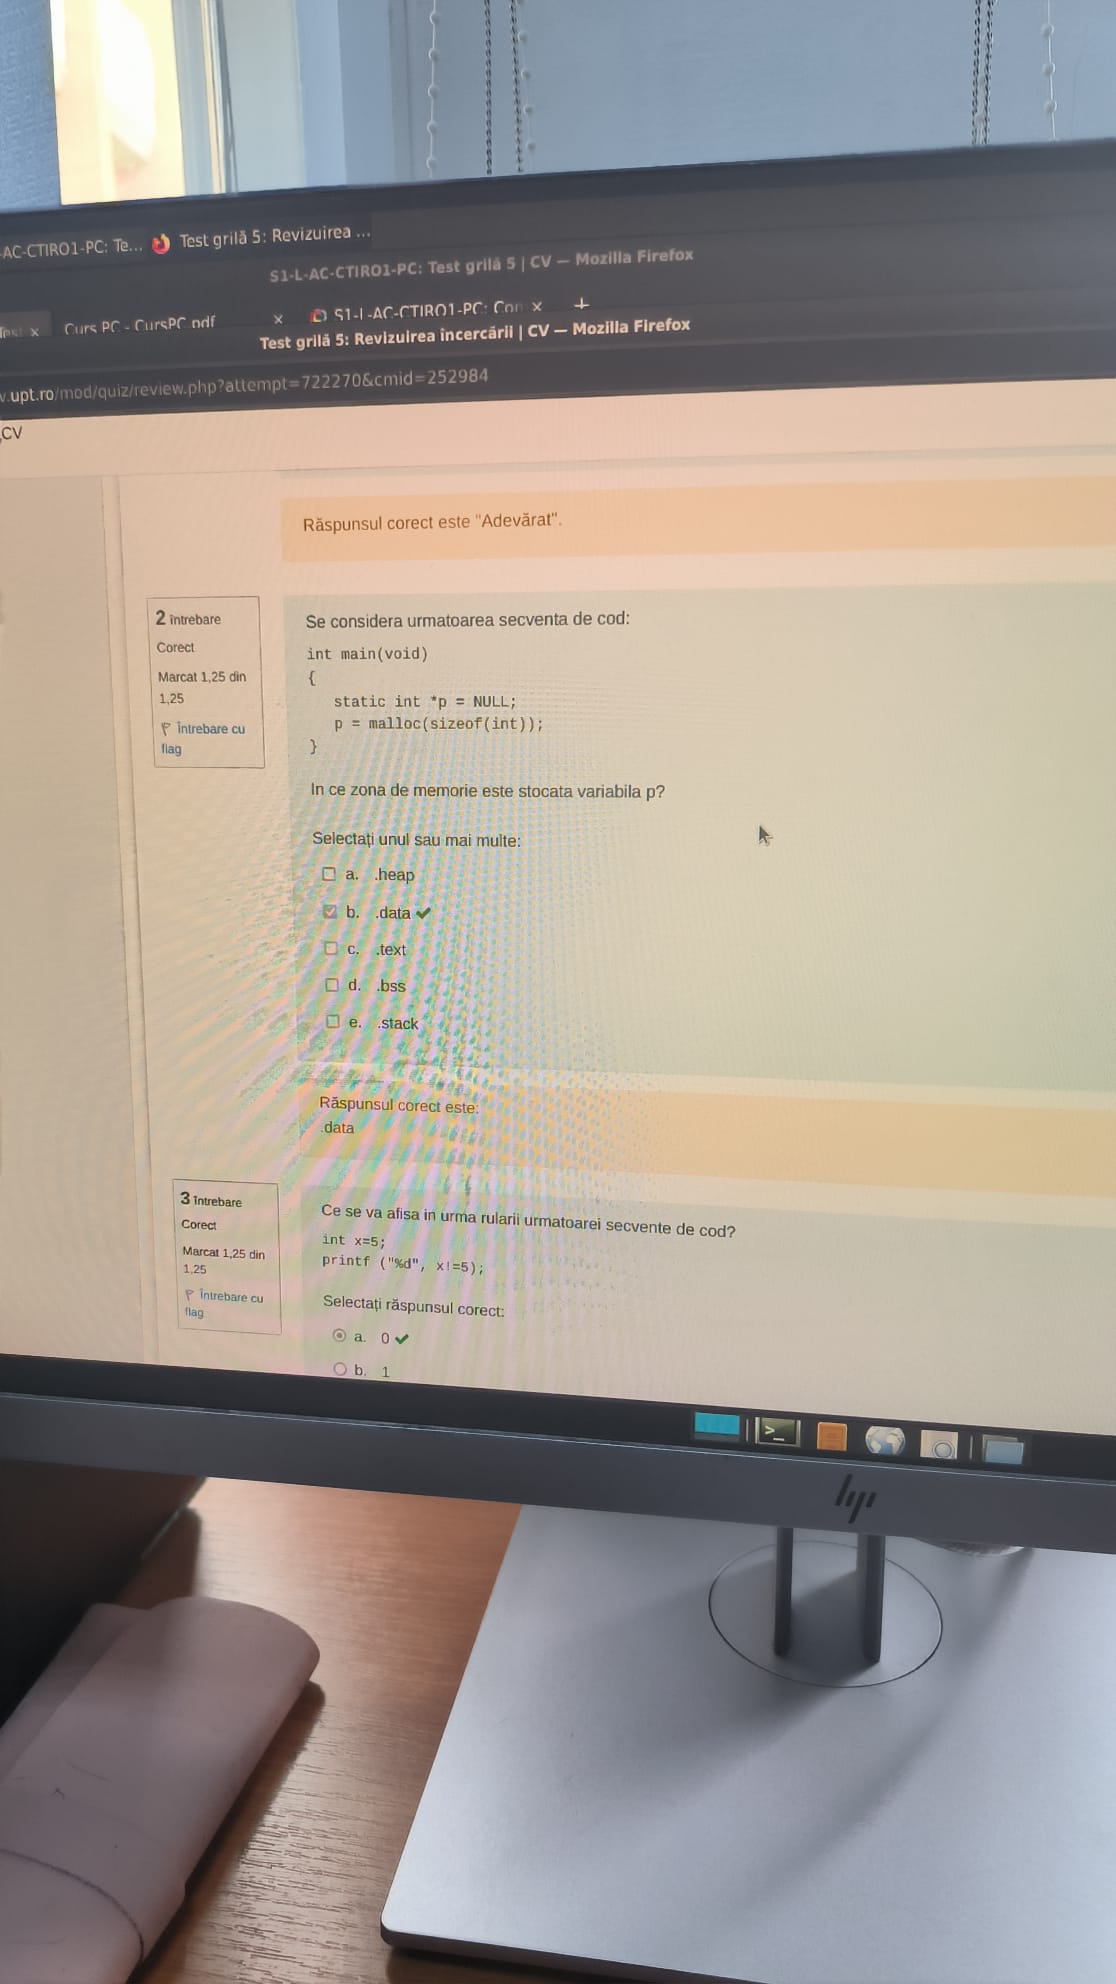 -AC-CTIRO1-PC: Te... Test grilă 5: Revizuirea ...
S1-L-AC-CTIRO1-PC: Test grilă 5 | CV — Mozilla Firefox
Test × Curs PC - CursPC.pdf × S1-L-AC-CTIRO1-PC: Con × +
Test grilă 5: Revizuirea încercării | CV — Mozilla Firefox
v.upt.ro/mod/quiz/review.php?attempt=722270&cmid=252984
CV
Răspunsul corect este "Adevărat".
2 întrebare
Corect
Marcat 1,25 din
1,25
Întrebare cu
flag
Se considera urmatoarea secventa de cod:
int main(void)
{
static int *p = NULL;
p = malloc(sizeof(int));
}
In ce zona de memorie este stocata variabila p?
Selectați unul sau mai multe:
a. .heap
b. .data
c. .text
d. .bss
e. .stack
Răspunsul corect este:
.data
3 întrebare
Corect
Marcat 1,25 din
1,25
Întrebare cu
flag
Ce se va afisa in urma rularii urmatoarei secvente de cod?
int x=5;
printf ("%d", x!=5);
Selectați răspunsul corect:
a. 0
b. 1
hp